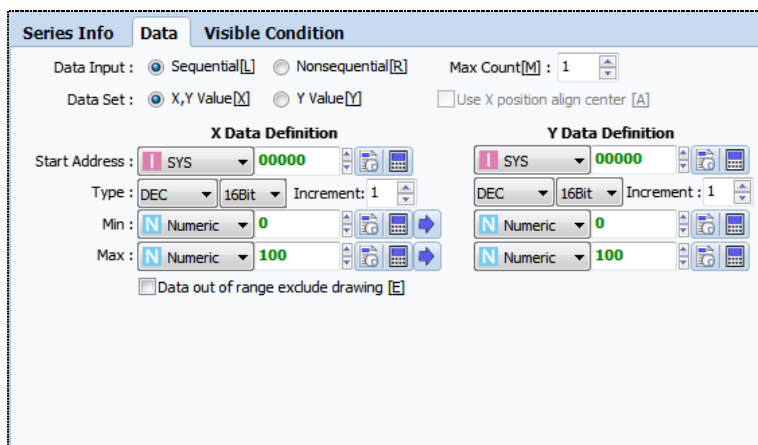 Series Info Data Visible Condition
Data Input : Sequential[L] Nonsequential[R] Max Count[M] : 1
Data Set : X,Y Value[X] Y Value[Y] Use X position align center [A]
X Data Definition Y Data Definition
Start Address : I SYS 00000 I SYS 00000
Type : DEC 16Bit Increment: 1 DEC 16Bit Increment : 1
Min : N Numeric 0 N Numeric 0
Max : N Numeric 100 N Numeric 100
Data out of range exclude drawing [E]